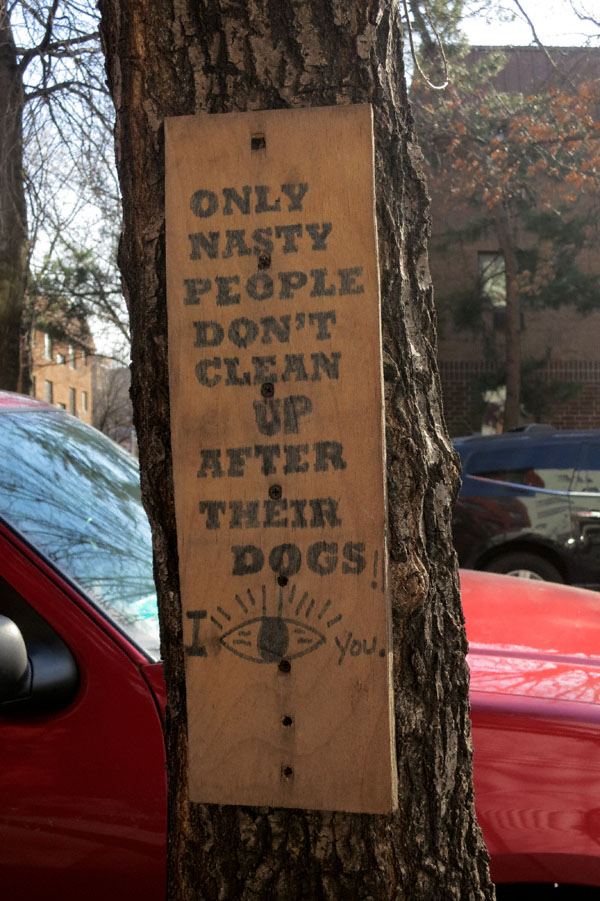 ONLY
NASTY
PEOPLE
DON'T
CLEAN
UP
AFTER
THEIR
DOGS!
I you.